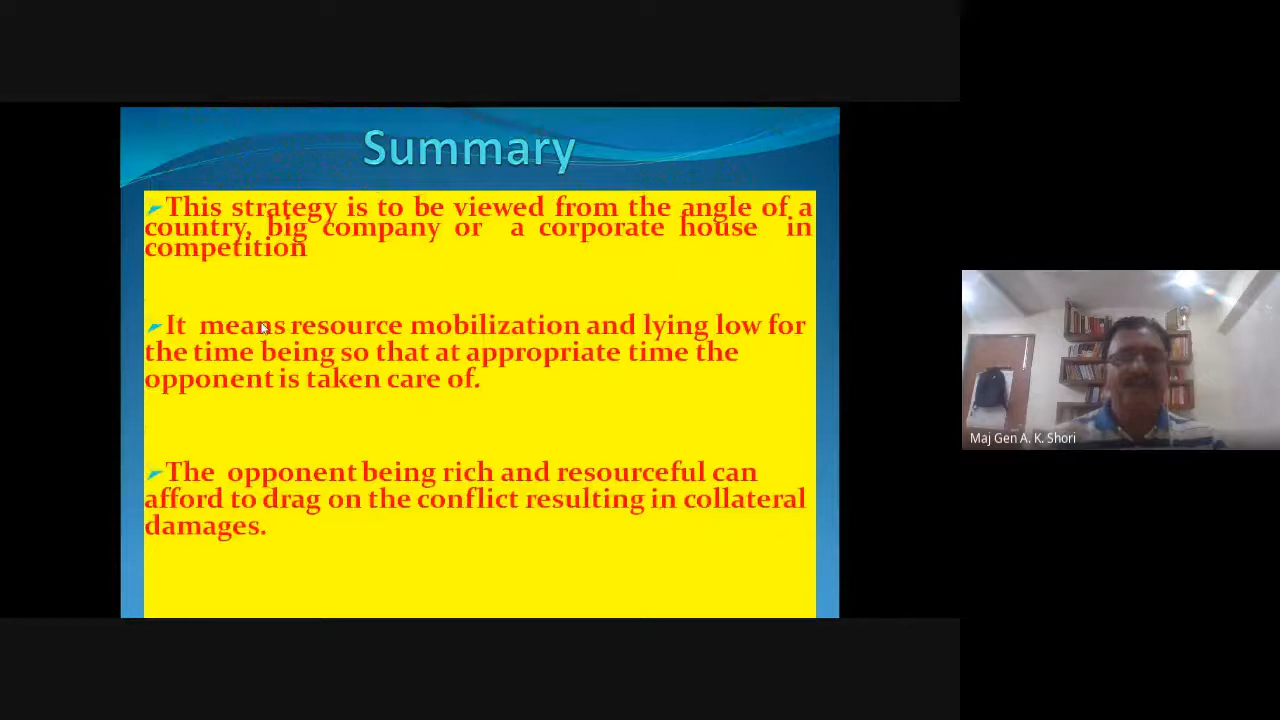 Summary
This strategy is to be viewed from the angle of a
country, big company or a corporate house in
competition
It means resource mobilization and lying low for
the time being so that at appropriate time the
opponent is taken care of.
The opponent being rich and resourceful can
afford to drag on the conflict resulting in collateral
damages.
Maj Gen A. K. Shori